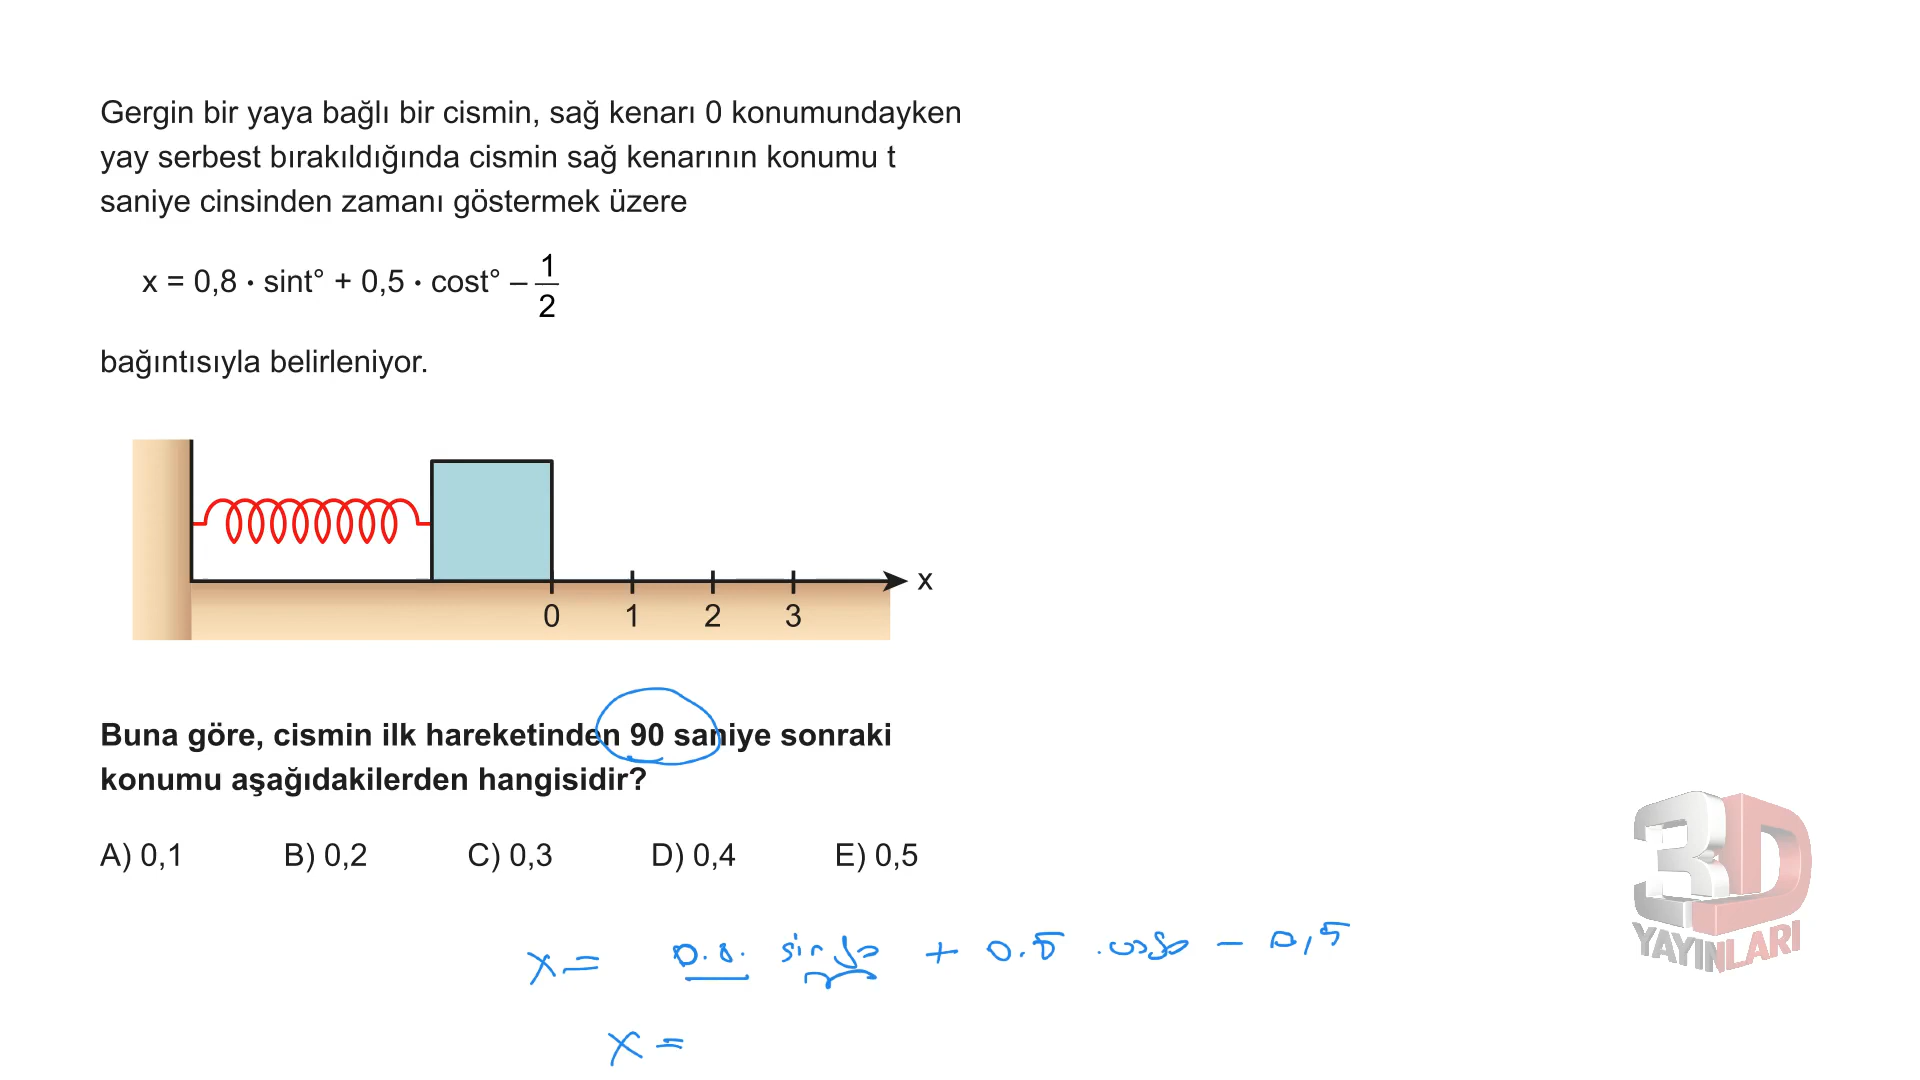 Gergin bir yaya bağlı bir cismin, sağ kenarı 0 konumundayken
yay serbest bırakıldığında cismin sağ kenarının konumu t
saniye cinsinden zamanı göstermek üzere
x = 0,8 · sint° + 0,5 · cost° – 1/2
bağıntısıyla belirleniyor.
x
0 1 2 3
Buna göre, cismin ilk hareketinden 90 saniye sonraki
konumu aşağıdakilerden hangisidir?
A) 0,1 B) 0,2 C) 0,3 D) 0,4 E) 0,5
x = 0.8. sin 90 + 0.5 .cos90 – 0,5
x =
3D
YAYINLARI